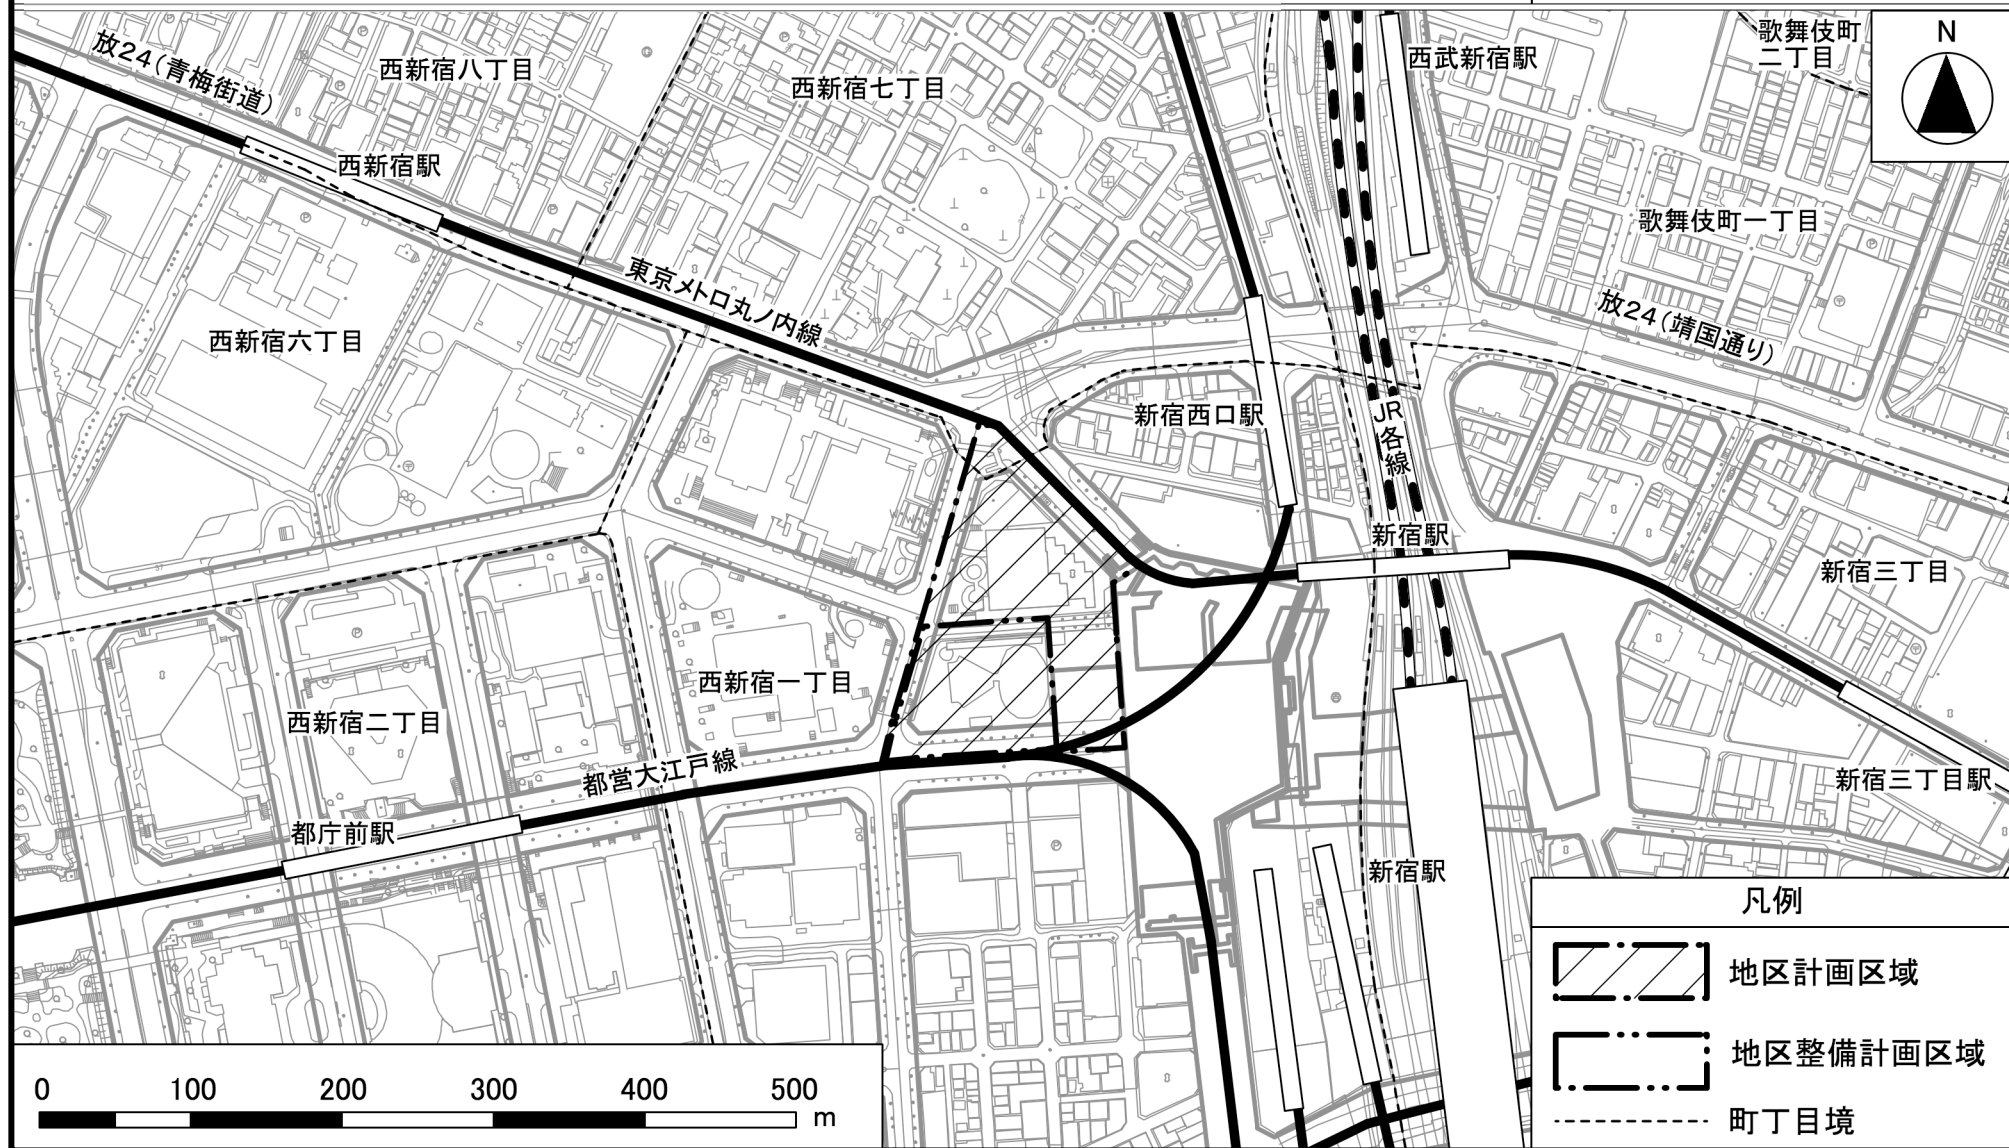 放24(青梅街道)
西新宿八丁目
西新宿七丁目
西武新宿駅
歌舞伎町
二丁目
N
西新宿駅
歌舞伎町一丁目
東京メトロ丸ノ内線
放24(靖国通り)
西新宿六丁目
新宿西口駅
JR各線
新宿駅
新宿三丁目
西新宿一丁目
西新宿二丁目
都営大江戸線
新宿三丁目駅
都庁前駅
新宿駅
凡例
地区計画区域
地区整備計画区域
町丁目境
0 100 200 300 400 500
m